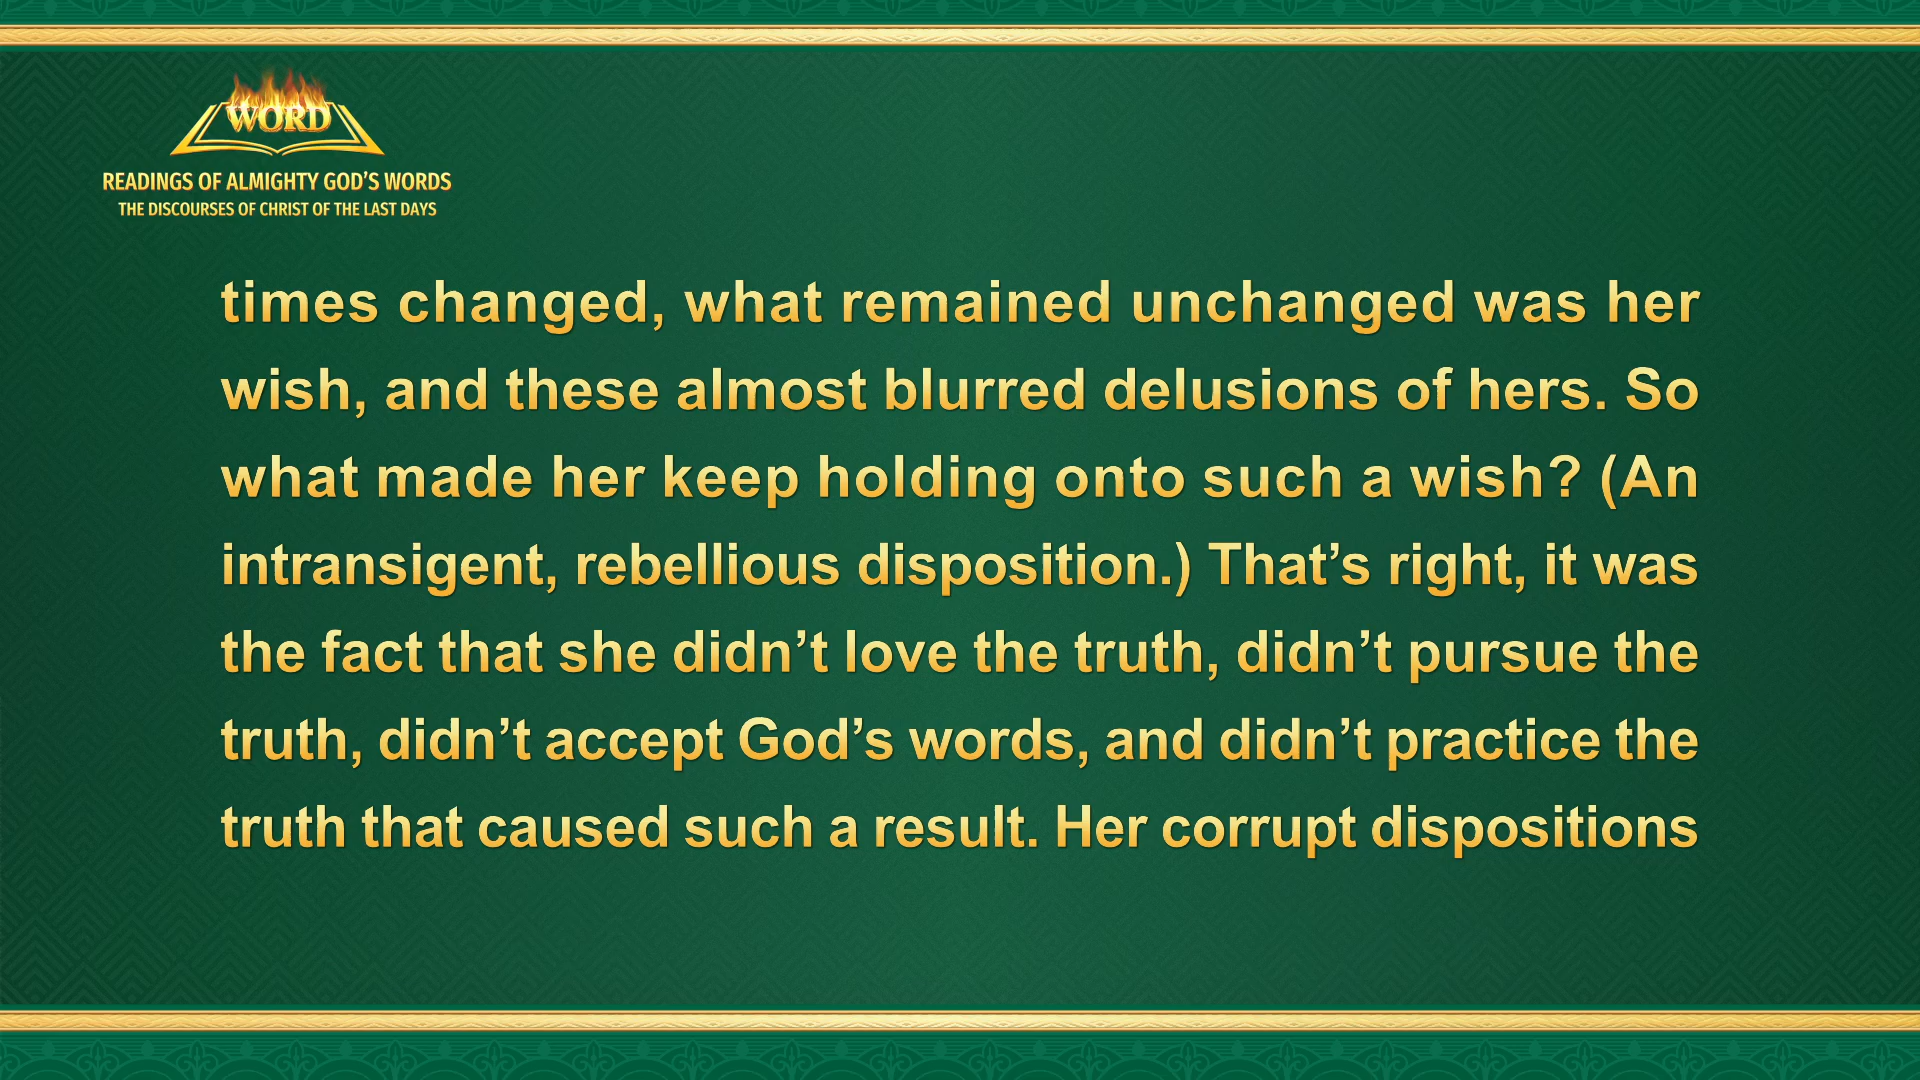 WORD
READINGS OF ALMIGHTY GOD’S WORDS
THE DISCOURSES OF CHRIST OF THE LAST DAYS
times changed, what remained unchanged was her
wish, and these almost blurred delusions of hers. So
what made her keep holding onto such a wish? (An
intransigent, rebellious disposition.) That’s right, it was
the fact that she didn’t love the truth, didn’t pursue the
truth, didn’t accept God’s words, and didn’t practice the
truth that caused such a result. Her corrupt dispositions